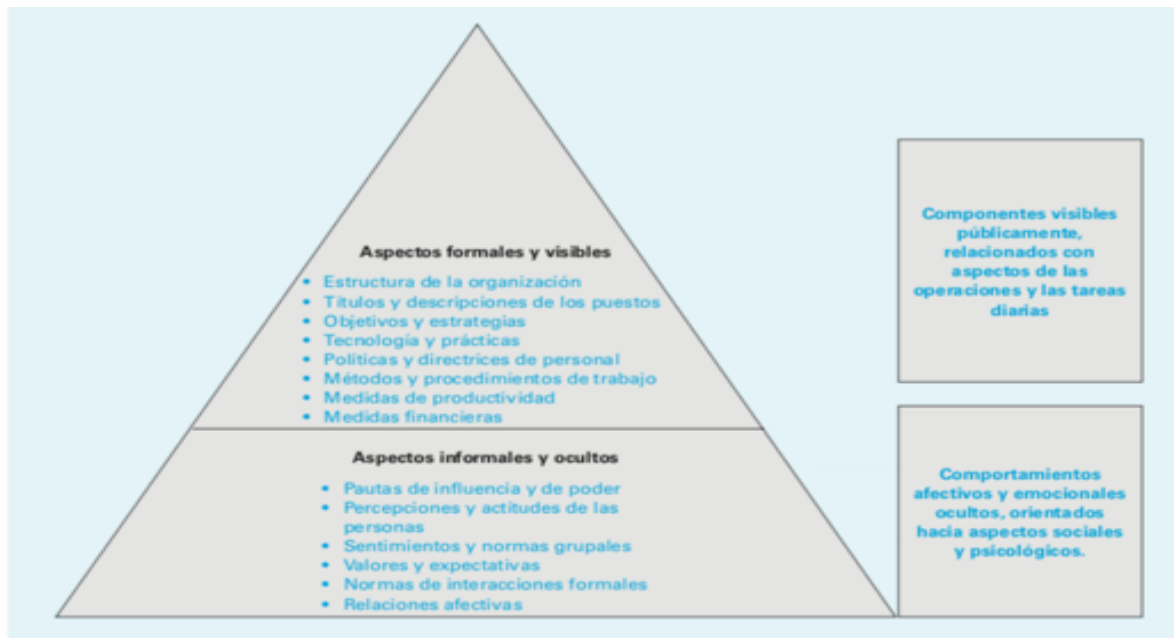 Aspectos formales y visibles
• Estructura de la organización
• Títulos y descripciones de los puestos
• Objetivos y estrategias
• Tecnología y prácticas
• Políticas y directrices de personal
• Métodos y procedimientos de trabajo
• Medidas de productividad
• Medidas financieras
Aspectos informales y ocultos
• Pautas de influencia y de poder
• Percepciones y actitudes de las
personas
• Sentimientos y normas grupales
• Valores y expectativas
• Normas de interacciones formales
• Relaciones afectivas
Componentes visibles
públicamente,
relacionados con
aspectos de las
operaciones y las tareas
diarias
Comportamientos
afectivos y emocionales
ocultos, orientados
hacia aspectos sociales
y psicológicos.